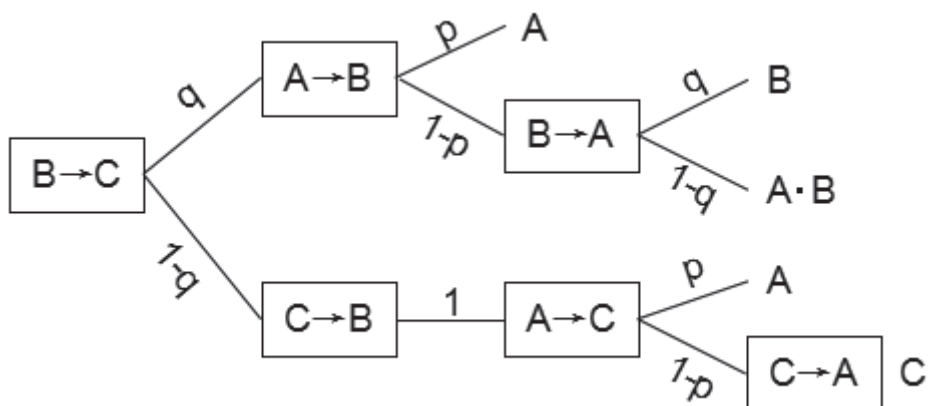 p A
A→B
q
q B
1-p
B→A
B→C
1-q A·B
1-q
p A
C→B 1 A→C
1-p
C→A C